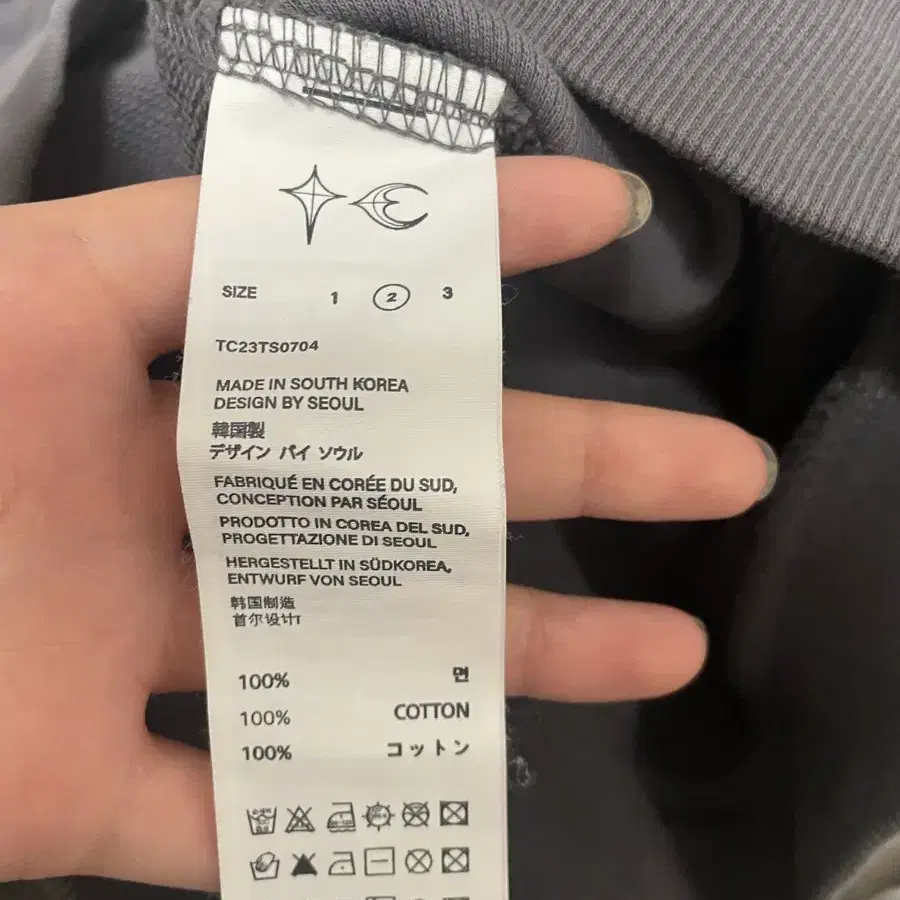 SIZE 1 2 3
TC23TS0704
MADE IN SOUTH KOREA
DESIGN BY SEOUL
韓国製
デザイン バイ ソウル
FABRIQUÉ EN CORÉE DU SUD,
CONCEPTION PAR SÉOUL
PRODOTTO IN COREA DEL SUD,
PROGETTAZIONE DI SEOUL
HERGESTELLT IN SÜDKOREA,
ENTWURF VON SEOUL
韩国制造
首尔设计
100% 면
100% COTTON
100% コットン